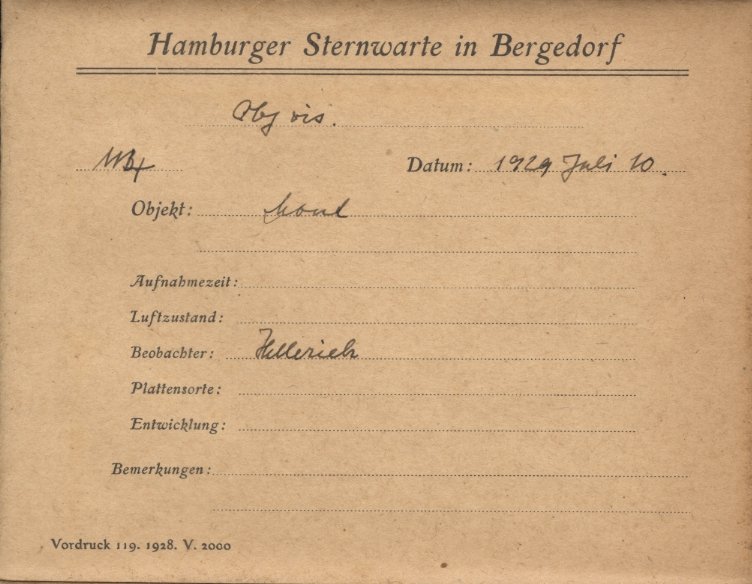 Hamburger Sternwarte in Bergedorf
Obj vis.
Datum: 1929 Juli 10.
Objekt: Mond
Aufnahmezeit:
Luftzustand:
Beobachter: Hellerich
Plattensorte:
Entwicklung:
Bemerkungen:
Vordruck 119. 1928. V. 2000